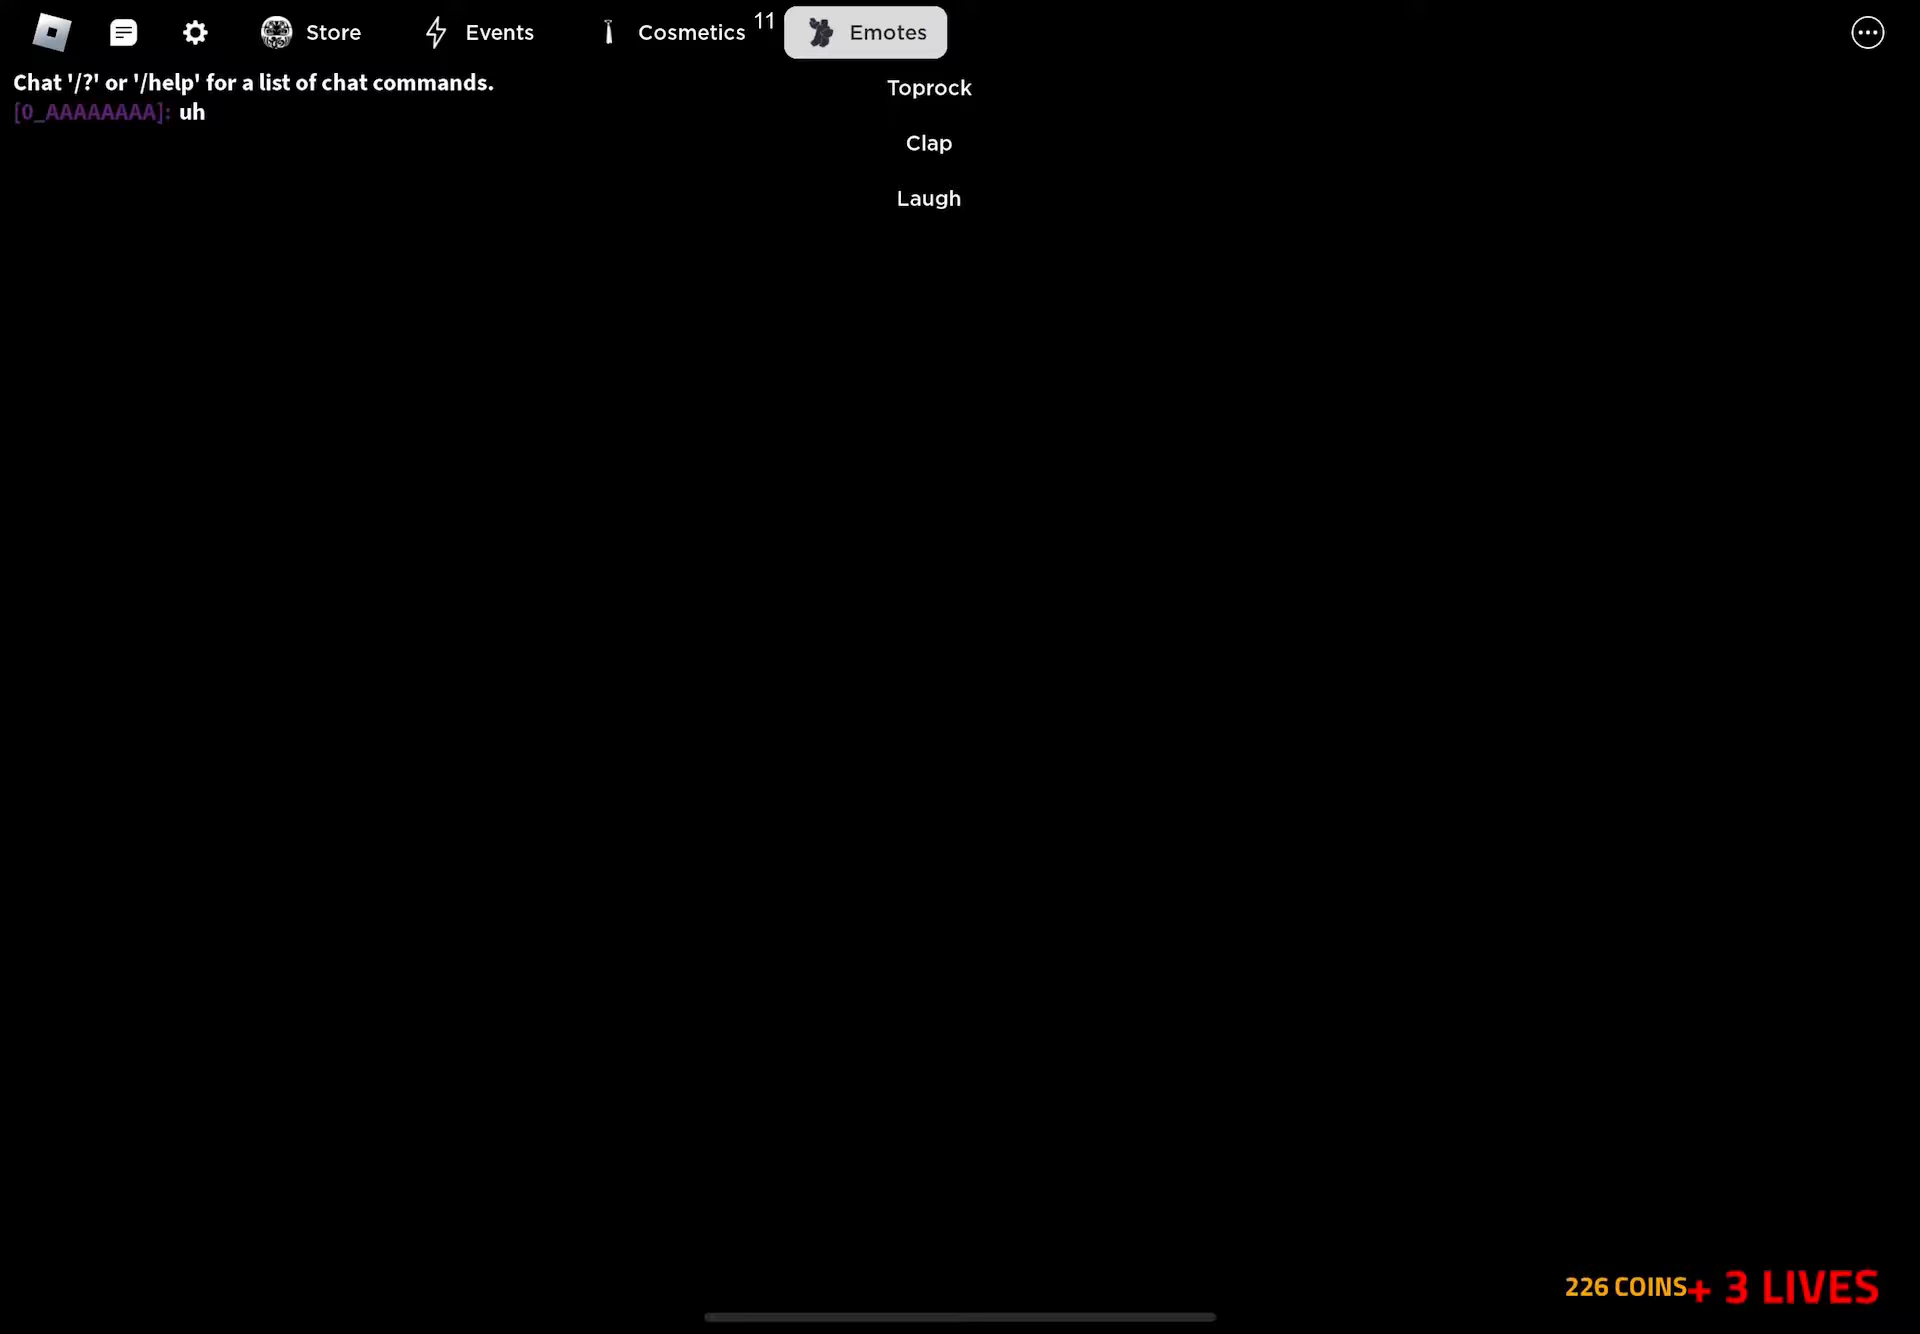 Store
Events
Cosmetics 11
Emotes
Chat '/?' or '/help' for a list of chat commands.
[0_AAAAAAAA]: uh
Toprock
Clap
Laugh
226 COINS+ 3 LIVES